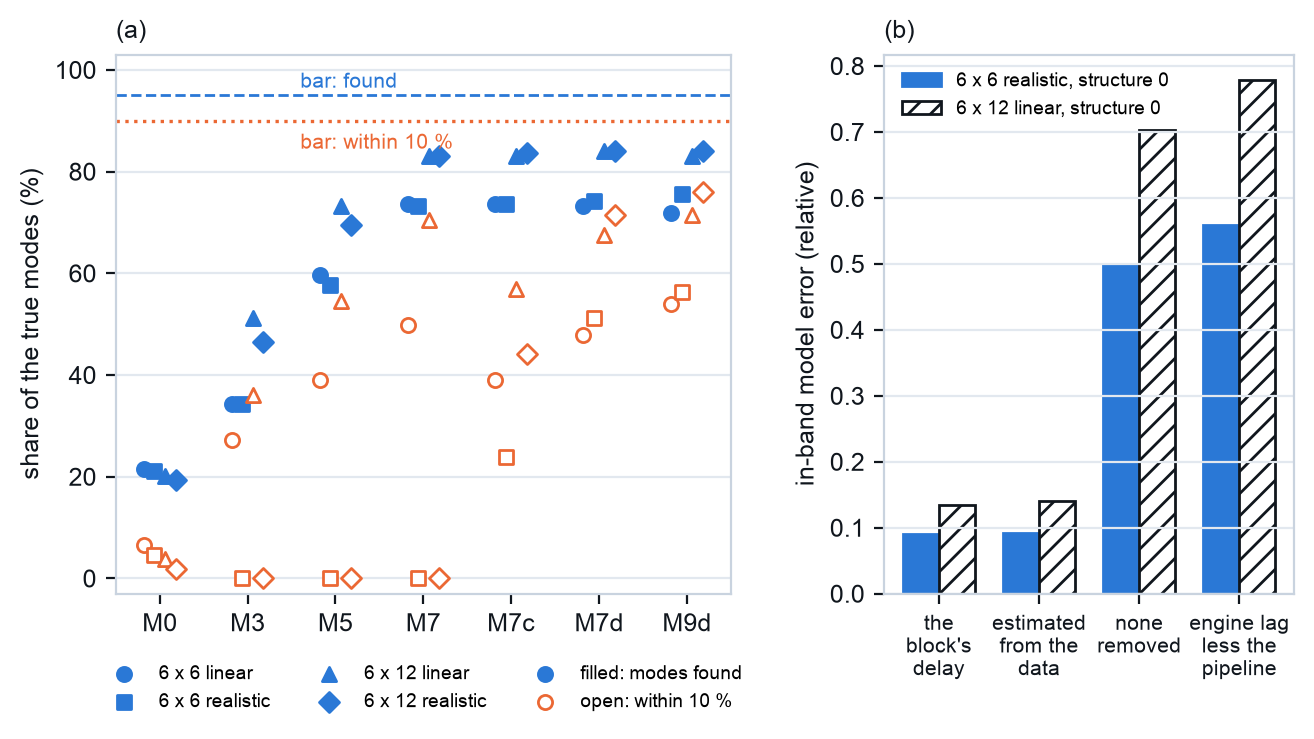 (a)
share of the true modes (%)
100
80
60
40
20
0
bar: found
bar: within 10 %
M0 M3 M5 M7 M7c M7d M9d
6 x 6 linear
6 x 6 realistic
6 x 12 linear
6 x 12 realistic
filled: modes found
open: within 10 %
(b)
in-band model error (relative)
0.8
0.7
0.6
0.5
0.4
0.3
0.2
0.1
0.0
6 x 6 realistic, structure 0
6 x 12 linear, structure 0
the
block's
delay
estimated
from the
data
none
removed
engine lag
less the
pipeline